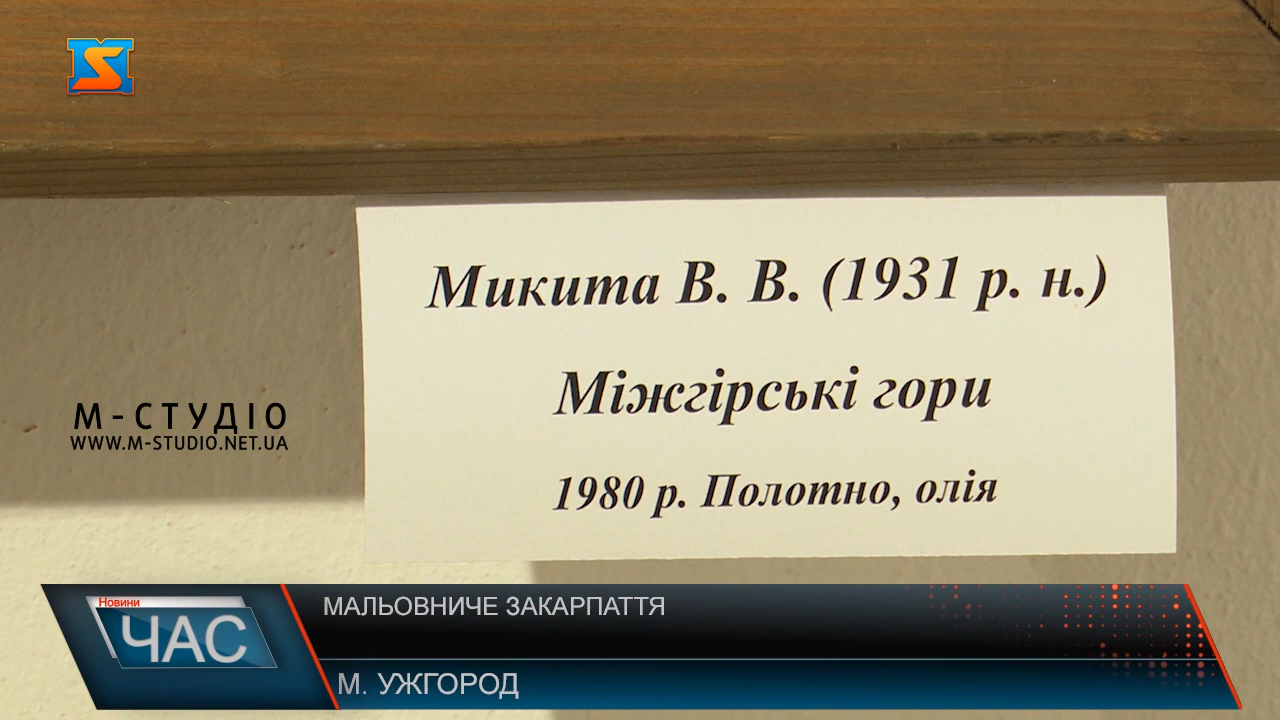 Микита В. В. (1931 р. н.)
Міжгірські гори
1980 р. Полотно, олія
М-СТУДІО
WWW.M-STUDIO.NET.UA
Новини
ЧАС
МАЛЬОВНИЧЕ ЗАКАРПАТТЯ
М. УЖГОРОД